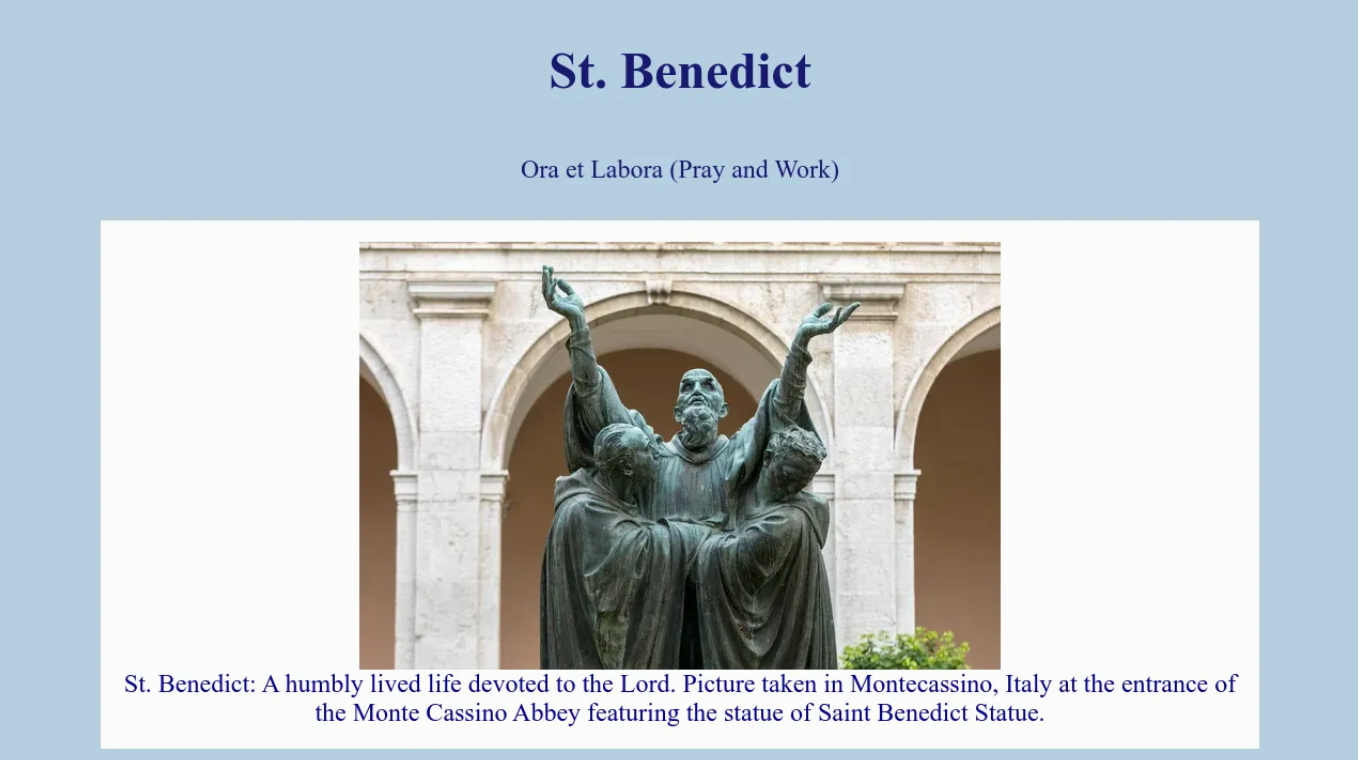 St. Benedict
Ora et Labora (Pray and Work)
St. Benedict: A humbly lived life devoted to the Lord. Picture taken in Montecassino, Italy at the entrance of
the Monte Cassino Abbey featuring the statue of Saint Benedict Statue.